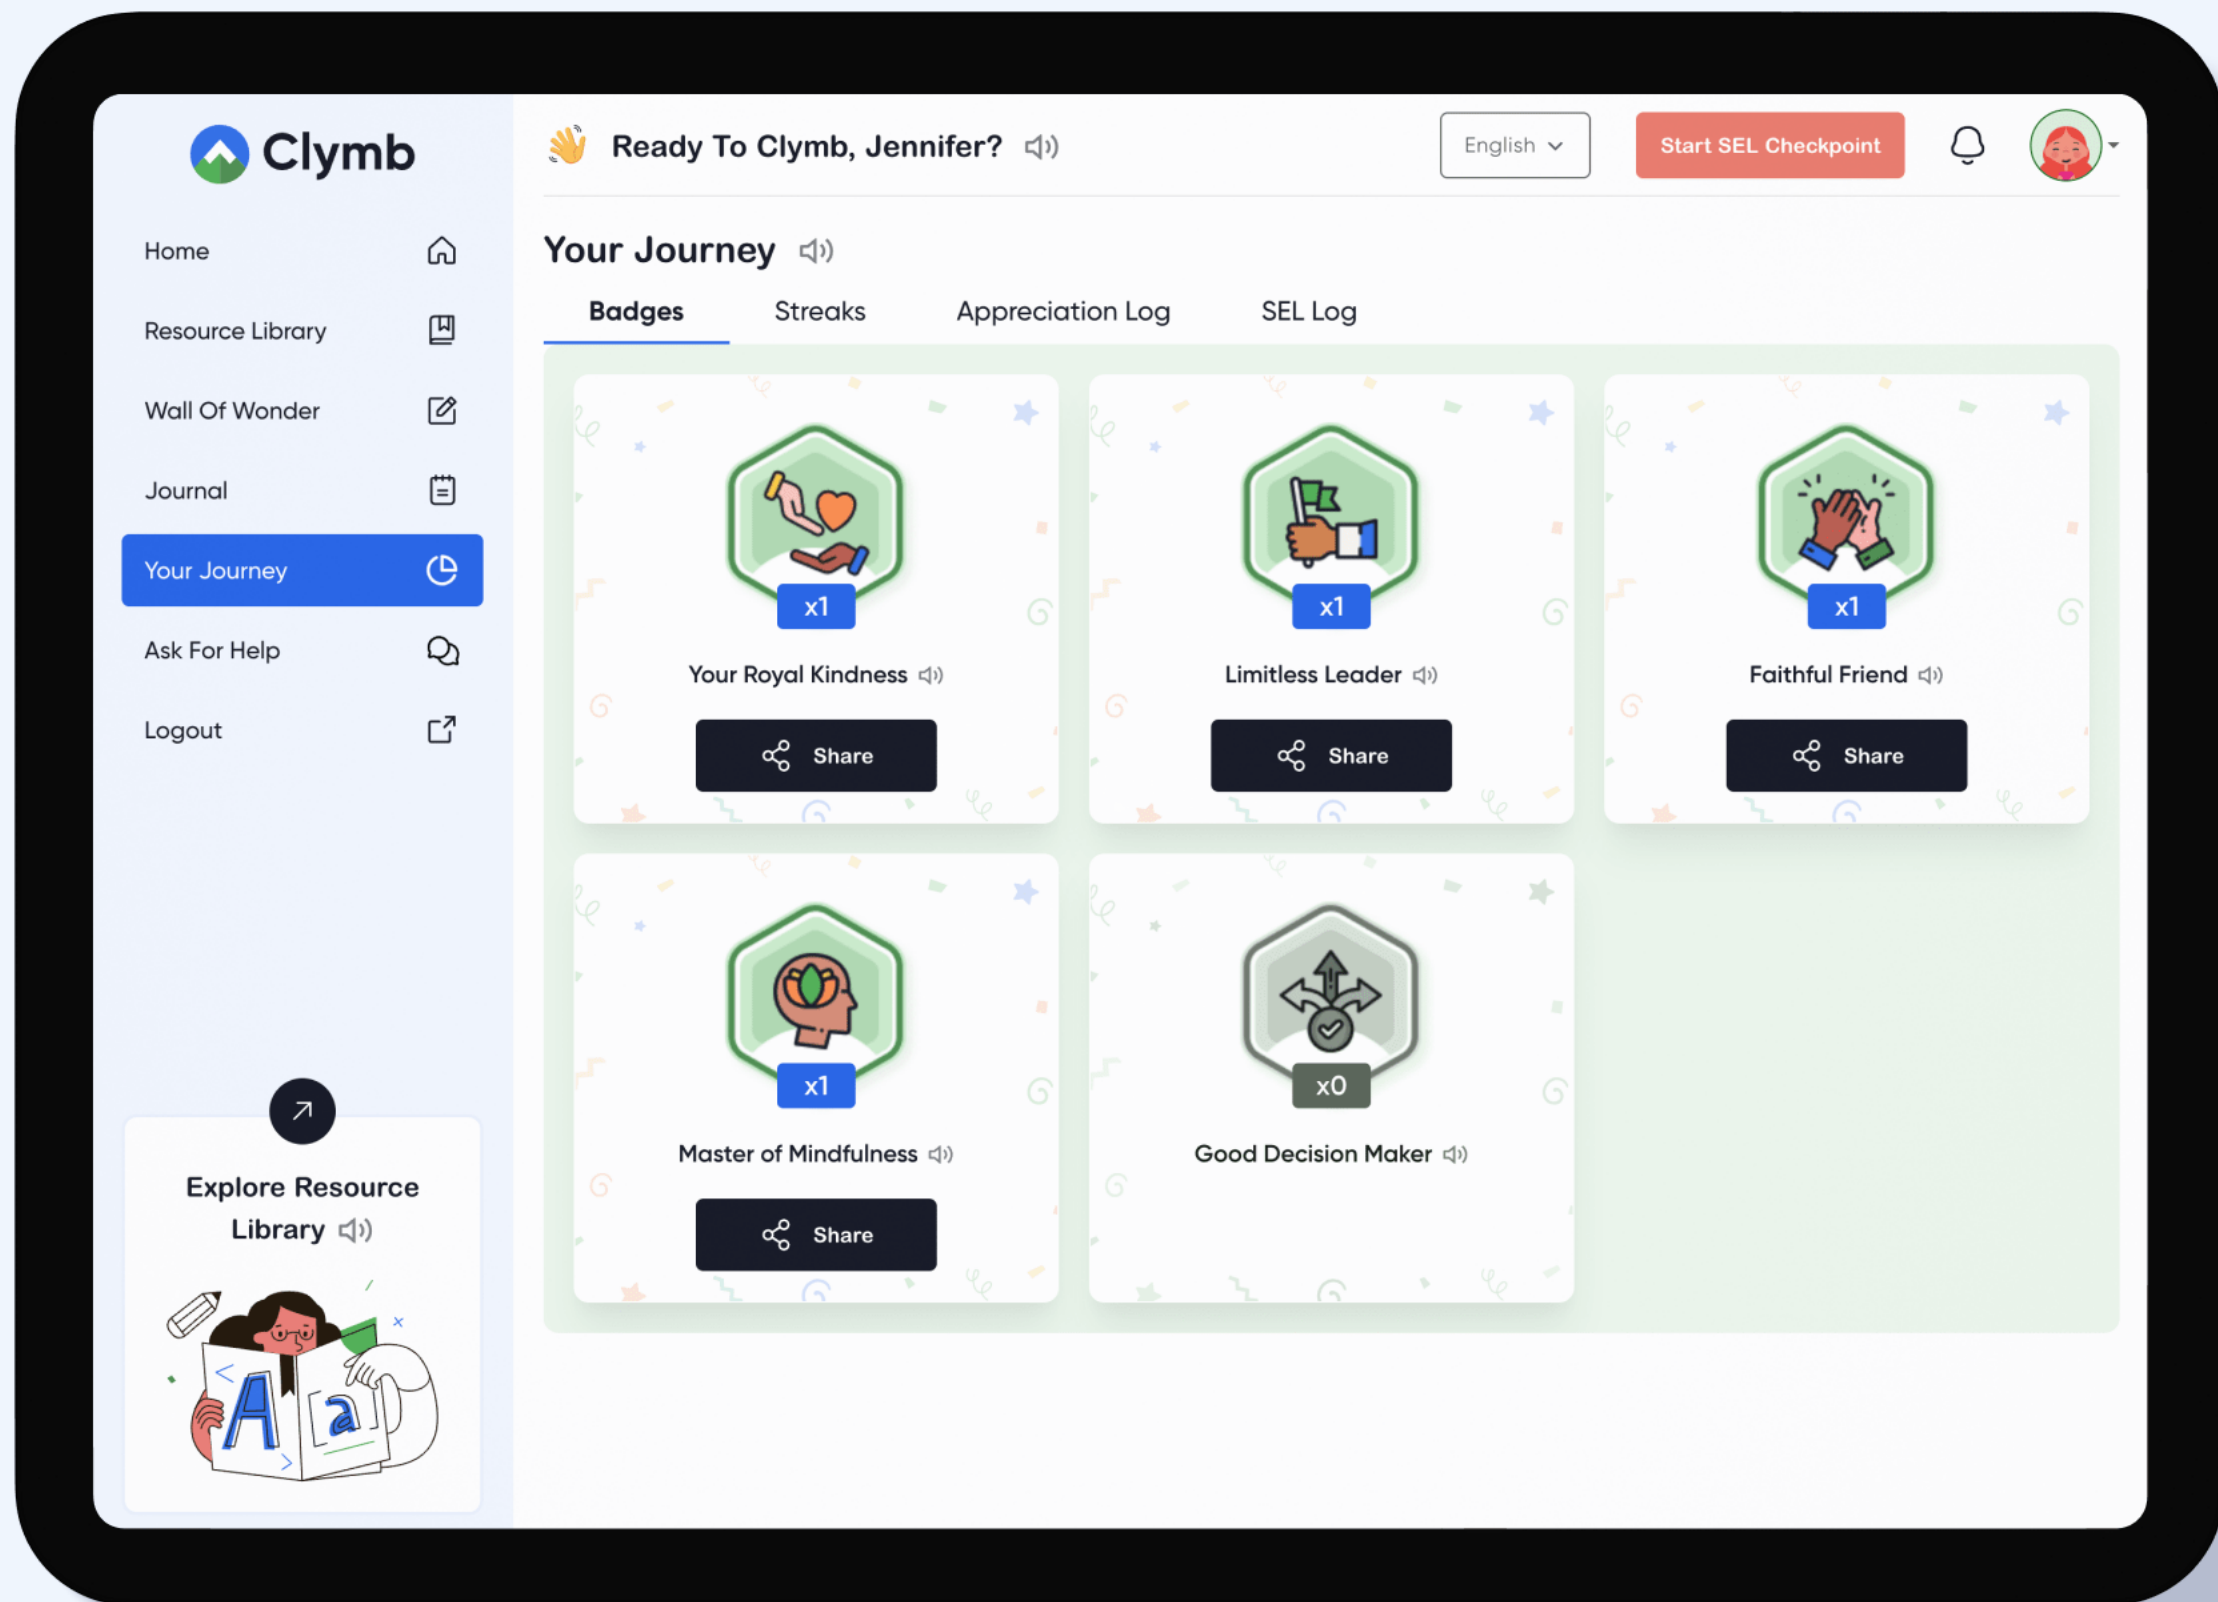 Clymb
Home
Resource Library
Wall Of Wonder
Journal
Your Journey
Ask For Help
Logout
Explore Resource
Library
A
a
Ready To Clymb, Jennifer?
English
Start SEL Checkpoint
Your Journey
Badges Streaks Appreciation Log SEL Log
x1
Your Royal Kindness
Share
x1
Limitless Leader
Share
x1
Faithful Friend
Share
x1
Master of Mindfulness
Share
x0
Good Decision Maker